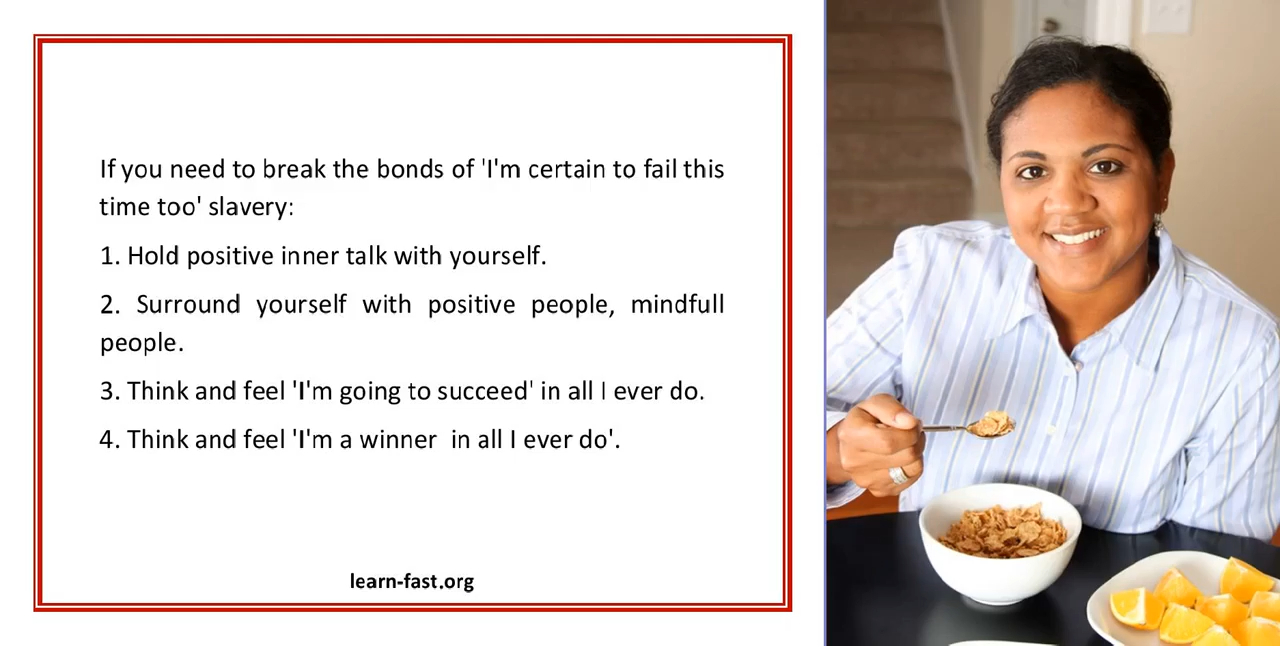 If you need to break the bonds of 'I'm certain to fail this
time too' slavery:
1. Hold positive inner talk with yourself.
2. Surround yourself with positive people, mindfull
people.
3. Think and feel 'I'm going to succeed' in all I ever do.
4. Think and feel 'I'm a winner  in all I ever do'.
learn-fast.org